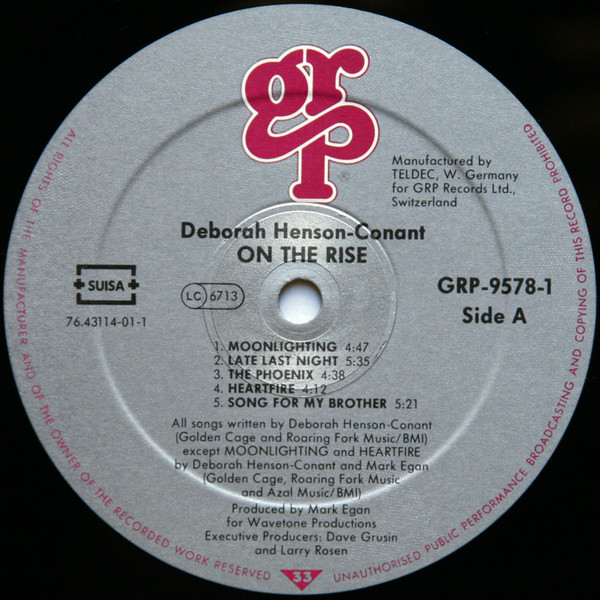 grp
®
Manufactured by
TELDEC, W. Germany
for GRP Records Ltd.,
Switzerland
Deborah Henson-Conant
ON THE RISE
SUISA
76.43114-01-1
LC 6713
GRP-9578-1
Side A
1. MOONLIGHTING 4:47
2. LATE LAST NIGHT 5:35
3. THE PHOENIX 4:38
4. HEARTFIRE 4:12
5. SONG FOR MY BROTHER 5:21
All songs written by Deborah Henson-Conant
(Golden Cage and Roaring Fork Music/BMI)
except MOONLIGHTING and HEARTFIRE
by Deborah Henson-Conant and Mark Egan
(Golden Cage, Roaring Fork Music
and Azal Music/BMI)
Produced by Mark Egan
for Wavetone Productions
Executive Producers: Dave Grusin
and Larry Rosen
ALL RIGHTS OF THE MANUFACTURER AND OF THE OWNER OF THE RECORDED WORK RESERVED
33
UNAUTHORISED PUBLIC PERFORMANCE BROADCASTING AND COPYING OF THIS RECORD PROHIBITED